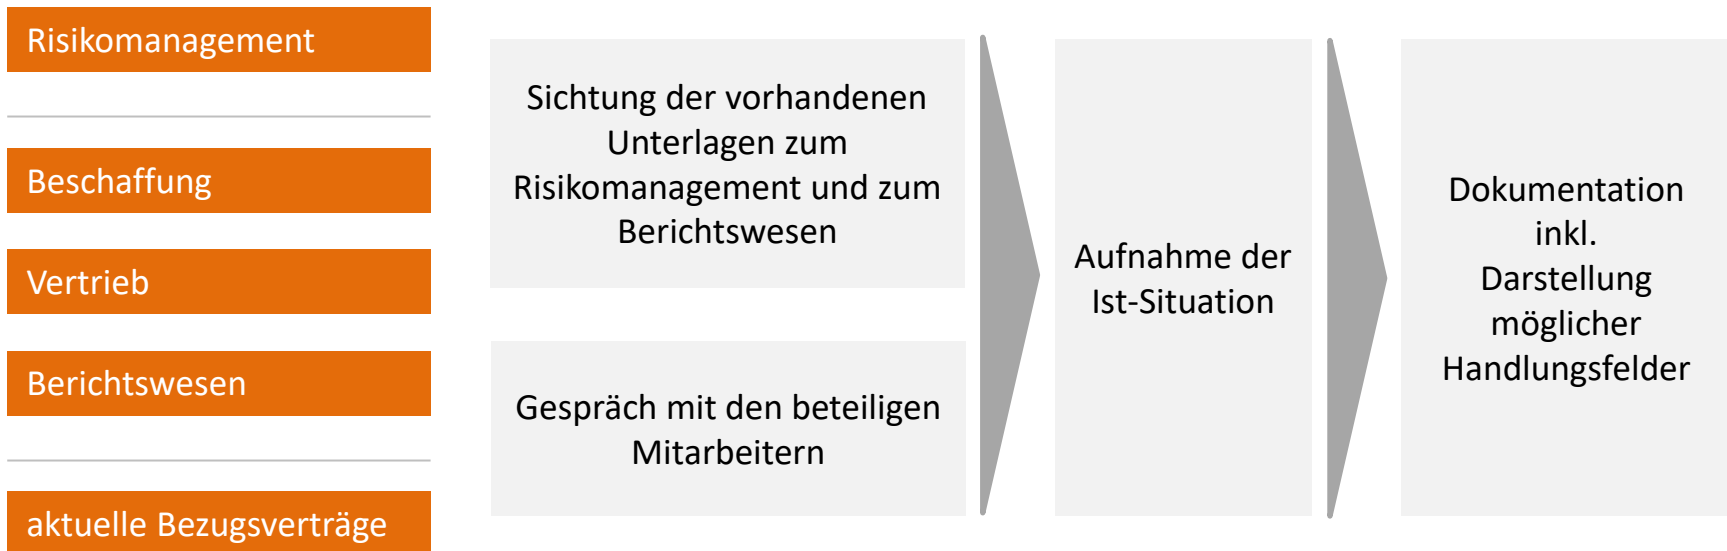 Risikomanagement
Beschaffung
Vertrieb
Berichtswesen
aktuelle Bezugsverträge
Sichtung der vorhandenen
Unterlagen zum
Risikomanagement und zum
Berichtswesen
Gespräch mit den beteiligen
Mitarbeitern
Aufnahme der
Ist-Situation
Dokumentation
inkl.
Darstellung
möglicher
Handlungsfelder